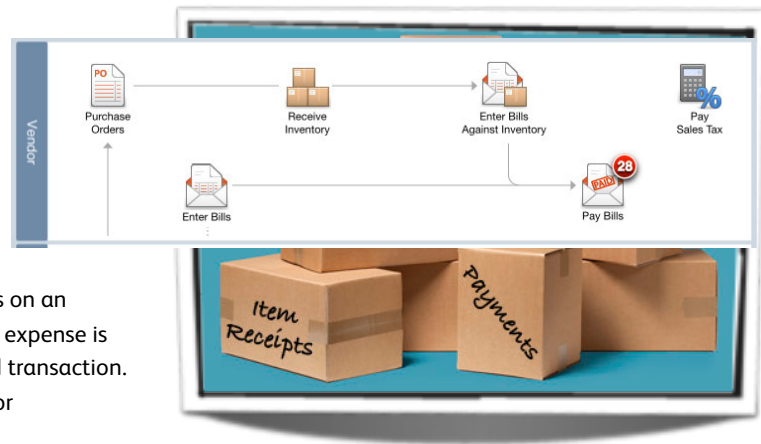 Vendor
PO
Purchase
Orders
Receive
Inventory
Enter Bills
Against Inventory
Pay
Sales Tax
%
Enter Bills
PAID
28
Pay Bills
s on an
expense is
transaction.
or
Item
Receipts
Payments